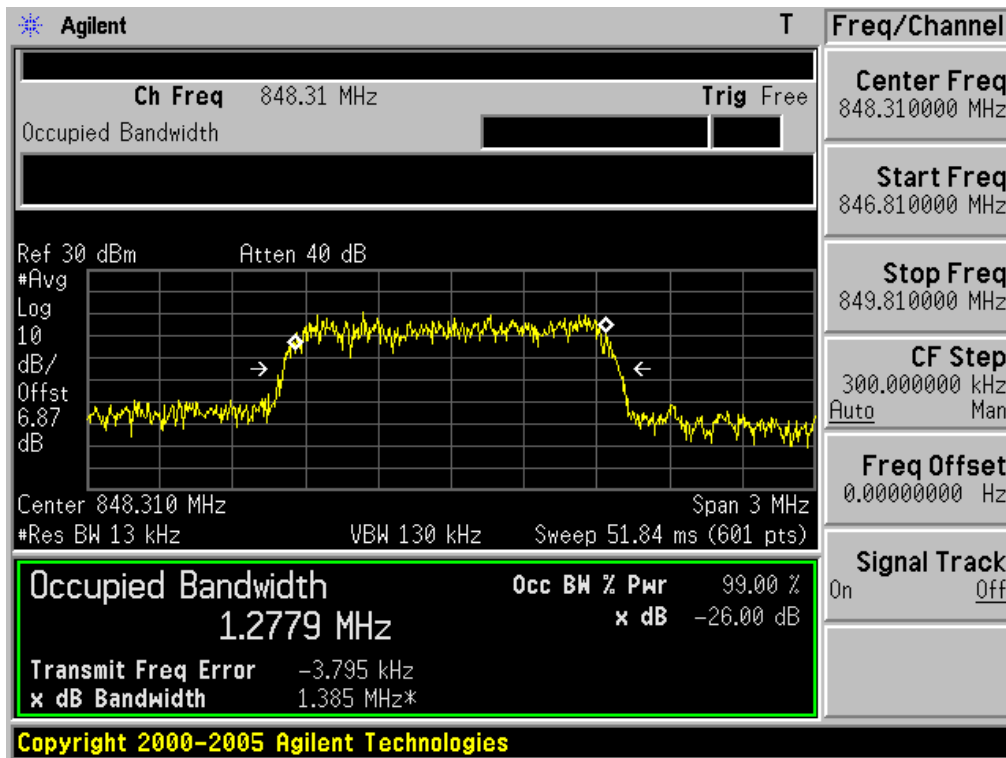 Agilent T Freq/Channel
Ch Freq 848.31 MHz Trig Free
Occupied Bandwidth
Center Freq
848.310000 MHz
Start Freq
846.810000 MHz
Stop Freq
849.810000 MHz
CF Step
300.000000 kHz
Auto Man
Freq Offset
0.00000000 Hz
Signal Track
On Off
Ref 30 dBm Atten 40 dB
#Avg
Log
10
dB/
Offst
6.87
dB
Center 848.310 MHz Span 3 MHz
#Res BW 13 kHz VBW 130 kHz Sweep 51.84 ms (601 pts)
Occupied Bandwidth Occ BW % Pwr 99.00 %
1.2779 MHz x dB -26.00 dB
Transmit Freq Error -3.795 kHz
x dB Bandwidth 1.385 MHz*
Copyright 2000-2005 Agilent Technologies